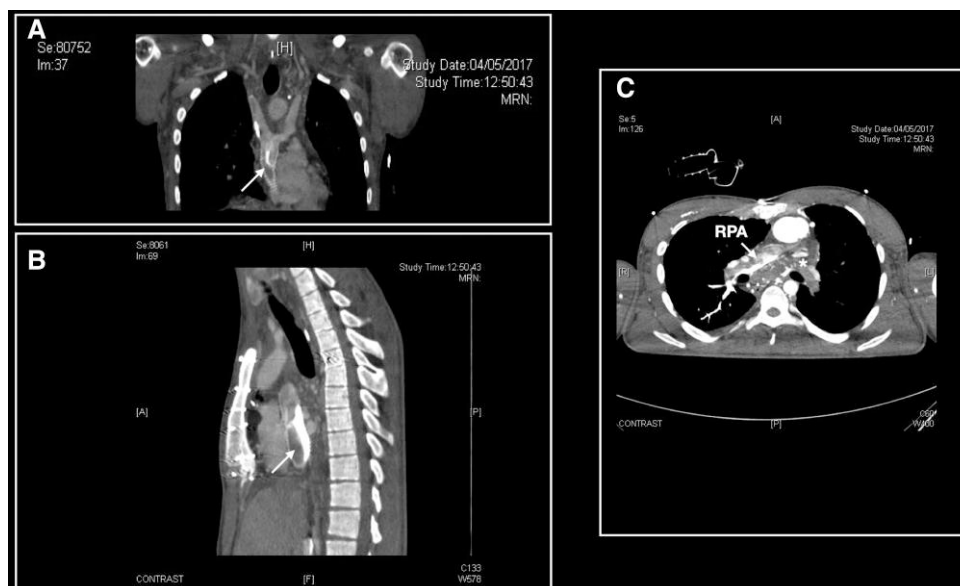 A
Se:80752
Im:37
[H]
Study Date:04/05/2017
Study Time:12:50:43
MRN:
B
Se:8061
Im:69
[H]
Study Time:12:50:43
MRN:
[A]
[P]
C133
W578
CONTRAST
[F]
C
Se:5
Im:126
[A]
Study Date:04/05/2017
Study Time:12:50:43
MRN:
RPA
*
[R]
[L]
CONTRAST
[P]
C60
W400